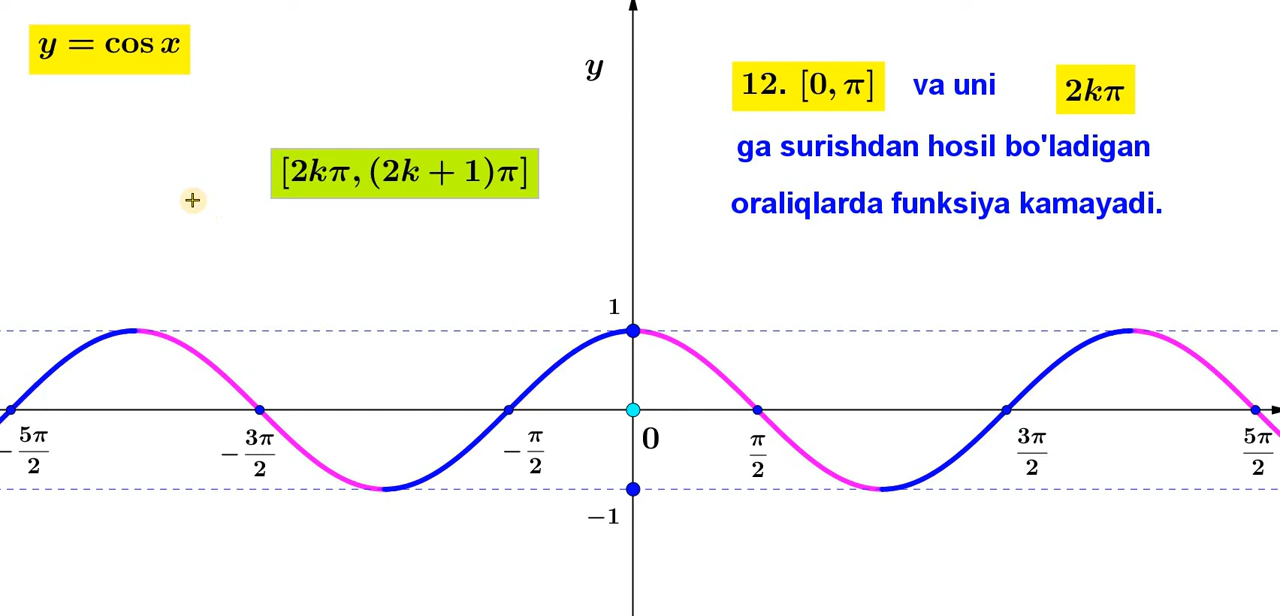 y = cos x
y
12. [0, π] va uni 2kπ
ga surishdan hosil bo'ladigan
[2kπ, (2k + 1)π]
oraliqlarda funksiya kamayadi.
1
0
−5π/2
−3π/2
−π/2
π/2
3π/2
5π/2
−1